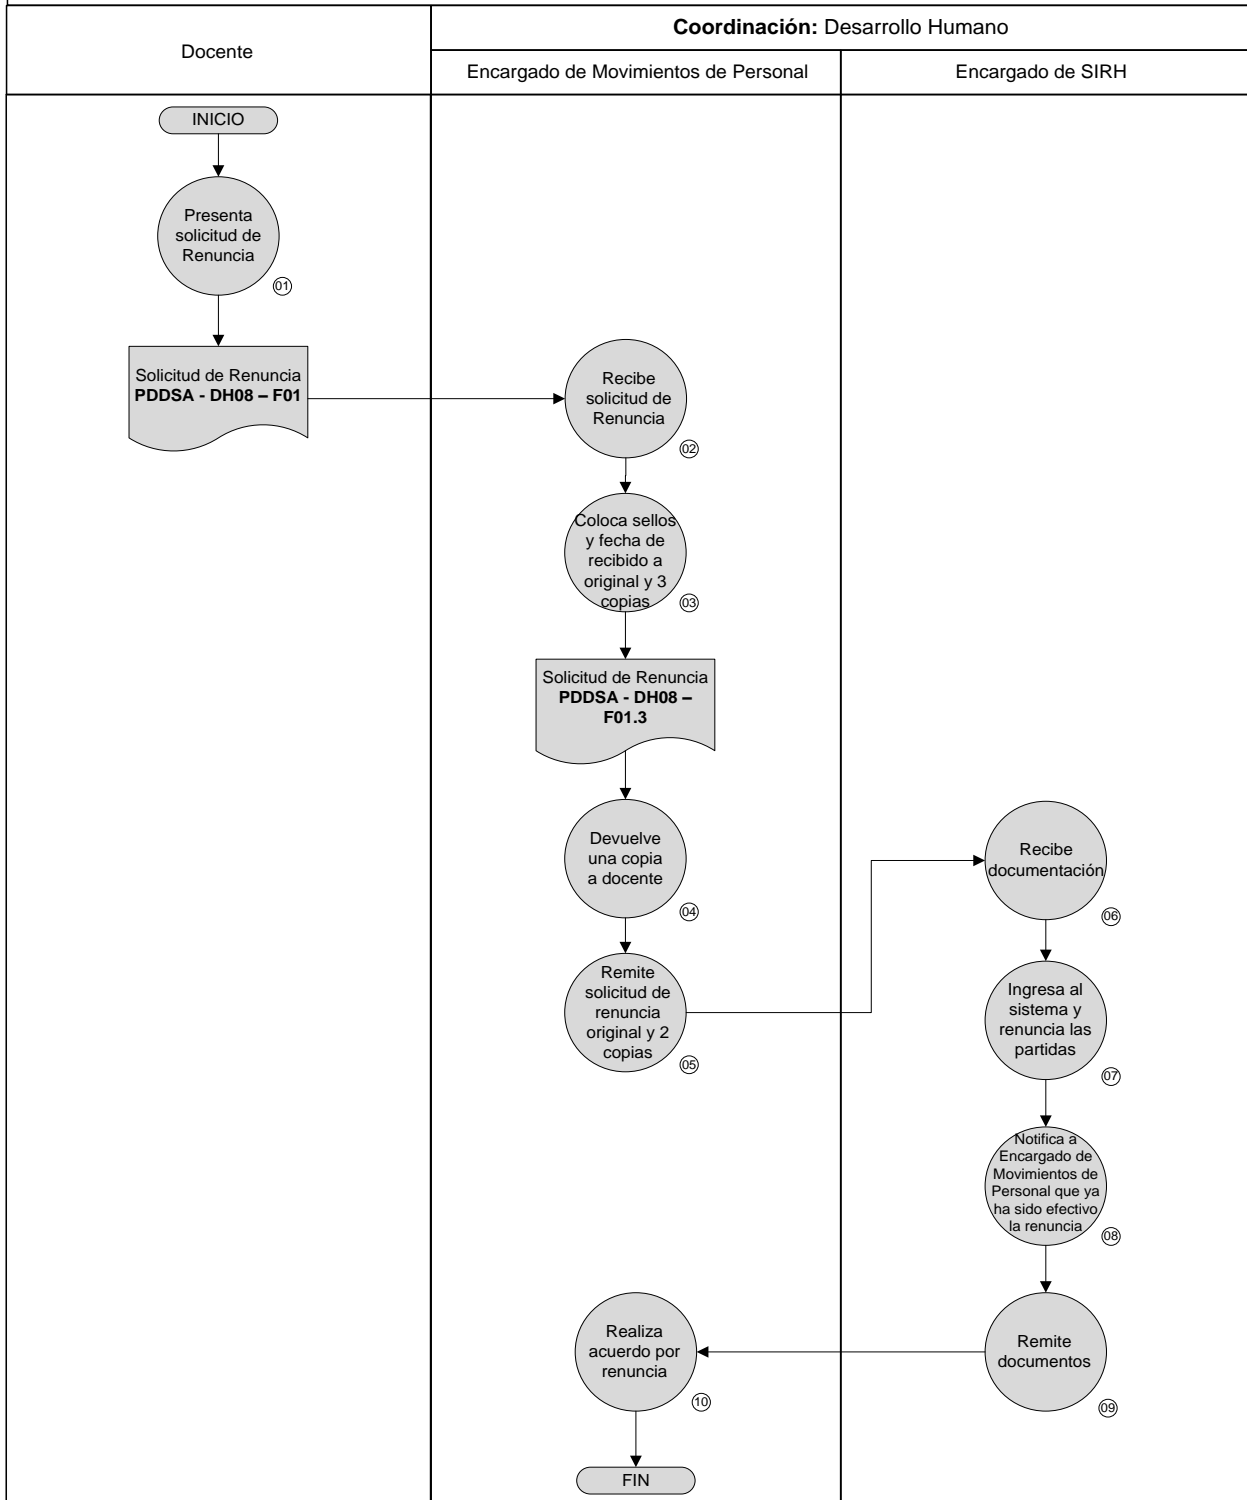 Docente
Coordinación: Desarrollo Humano
Encargado de Movimientos de Personal
Encargado de SIRH
INICIO
Presenta
solicitud de
Renuncia
01
Solicitud de Renuncia
PDDSA - DH08 – F01
Recibe
solicitud de
Renuncia
02
Coloca sellos
y fecha de
recibido a
original y 3
copias
03
Solicitud de Renuncia
PDDSA - DH08 –
F01.3
Devuelve
una copia
a docente
04
Remite
solicitud de
renuncia
original y 2
copias
05
Recibe
documentación
06
Ingresa al
sistema y
renuncia las
partidas
07
Notifica a
Encargado de
Movimientos de
Personal que ya
ha sido efectivo
la renuncia
08
Remite
documentos
09
Realiza
acuerdo por
renuncia
10
FIN